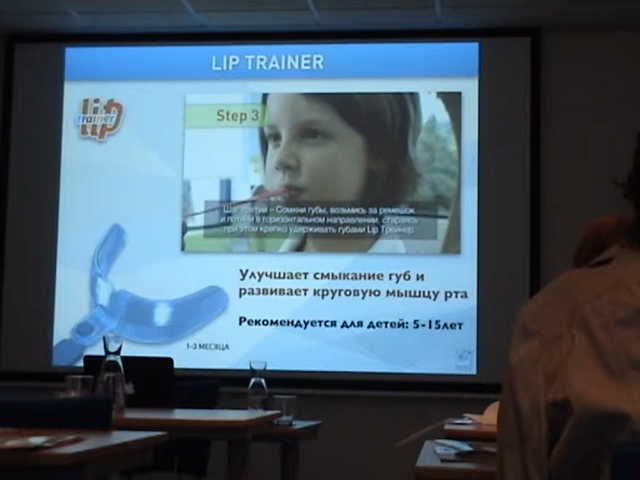 LIP TRAINER
Lip
trainer
Step 3
Шаг третий – Сомкни губы, возьмись за ремешок
и потяни в горизонтальном направлении, стараясь
при этом крепко удерживать губами Lip Трейнер
Улучшает смыкание губ и
развивает круговую мышцу рта
Рекомендуется для детей: 5-15лет
1-3 МЕСЯЦА